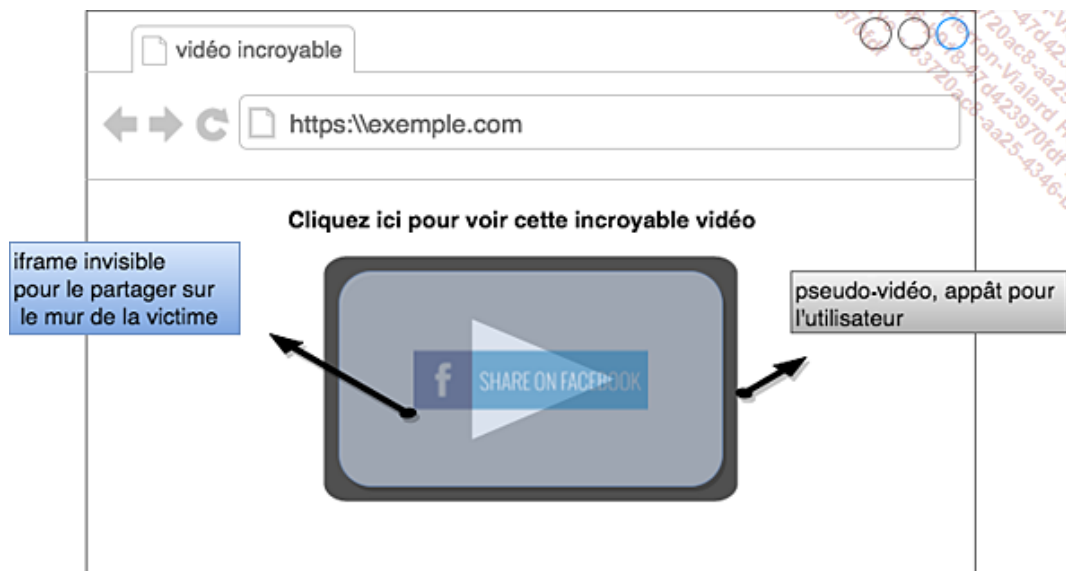 vidéo incroyable
https:\\exemple.com
Cliquez ici pour voir cette incroyable vidéo
iframe invisible
pour le partager sur
le mur de la victime
pseudo-vidéo, appât pour
l'utilisateur
f SHARE ON FACEBOOK